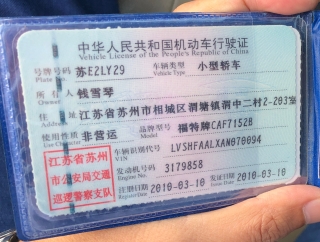 中华人民共和国机动车行驶证
Vehicle License of the People's Republic of China
号牌号码 苏E2LY29 车辆类型 小型轿车
Plate No. Vehicle Type
所有人 钱雪琴
Owner
住址 江苏省苏州市相城区渭塘镇渭中二村2-203室
Address
使用性质 非营运 品牌型号 福特牌CAF7152B
Use Character Model
江苏省苏州市公安局交通巡逻警察支队
车辆识别代号 LVSHFAALXAN070094
VIN
发动机号码 3179858
Engine No.
注册日期 2010-03-10 发证日期 2010-03-10
Register Date Issue Date